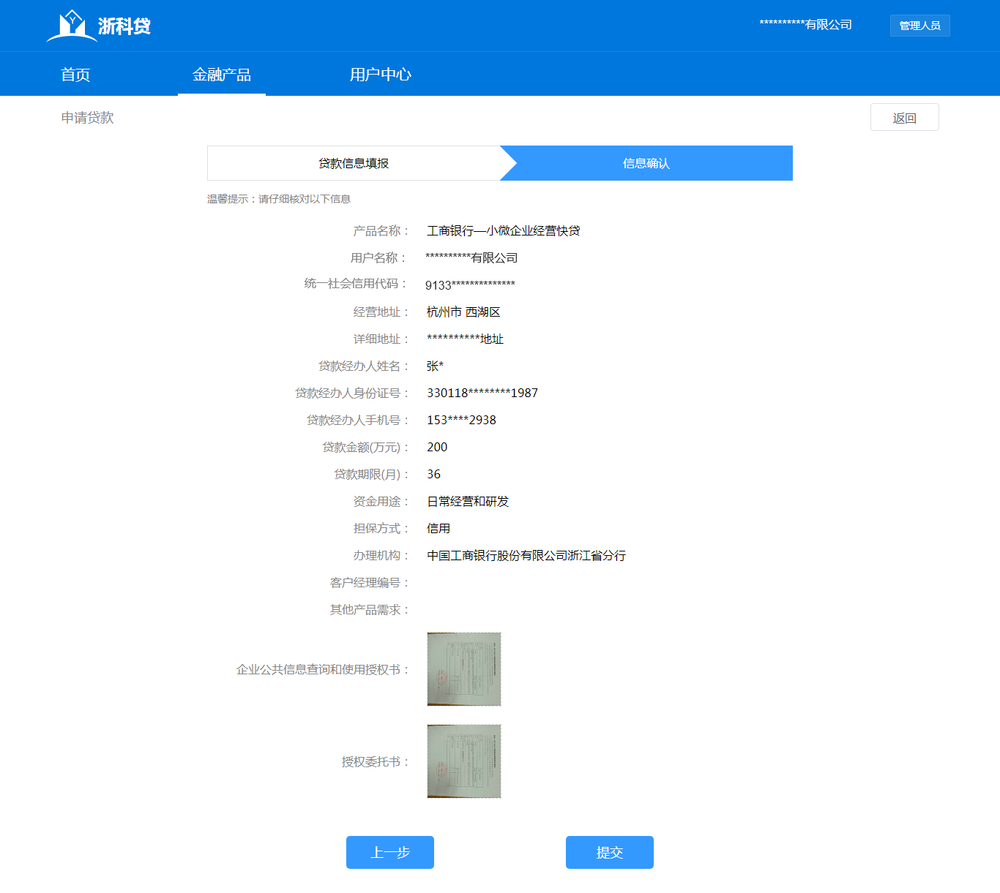 浙科贷
**********有限公司
管理人员
首页
金融产品
用户中心
申请贷款
返回
贷款信息填报
信息确认
温馨提示：请仔细核对以下信息
产品名称： 工商银行—小微企业经营快贷
用户名称： **********有限公司
统一社会信用代码： 9133**************
经营地址： 杭州市 西湖区
详细地址： **********地址
贷款经办人姓名： 张*
贷款经办人身份证号： 330118********1987
贷款经办人手机号： 153****2938
贷款金额(万元)： 200
贷款期限(月)： 36
资金用途： 日常经营和研发
担保方式： 信用
办理机构： 中国工商银行股份有限公司浙江省分行
客户经理编号：
其他产品需求：
企业公共信息查询和使用授权书：
授权委托书：
上一步
提交